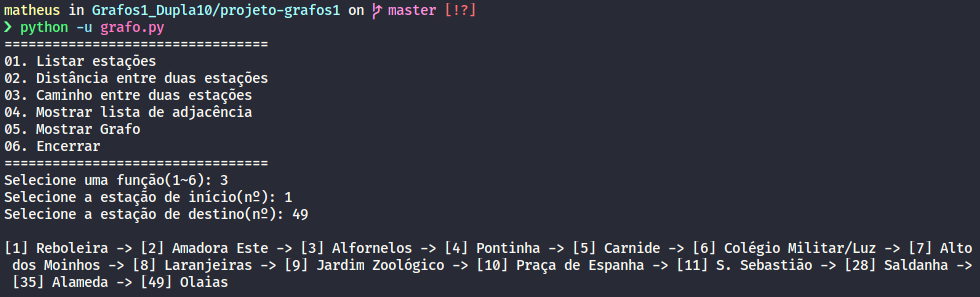 matheus in Grafos1_Dupla10/projeto-grafos1 on master [!?]
❯ python -u grafo.py
=================================
01. Listar estações
02. Distância entre duas estações
03. Caminho entre duas estações
04. Mostrar lista de adjacência
05. Mostrar Grafo
06. Encerrar
=================================
Selecione uma função(1~6): 3
Selecione a estação de início(nº): 1
Selecione a estação de destino(nº): 49
[1] Reboleira -> [2] Amadora Este -> [3] Alfornelos -> [4] Pontinha -> [5] Carnide -> [6] Colégio Militar/Luz -> [7] Alto
dos Moinhos -> [8] Laranjeiras -> [9] Jardim Zoológico -> [10] Praça de Espanha -> [11] S. Sebastião -> [28] Saldanha ->
[35] Alameda -> [49] Olaias